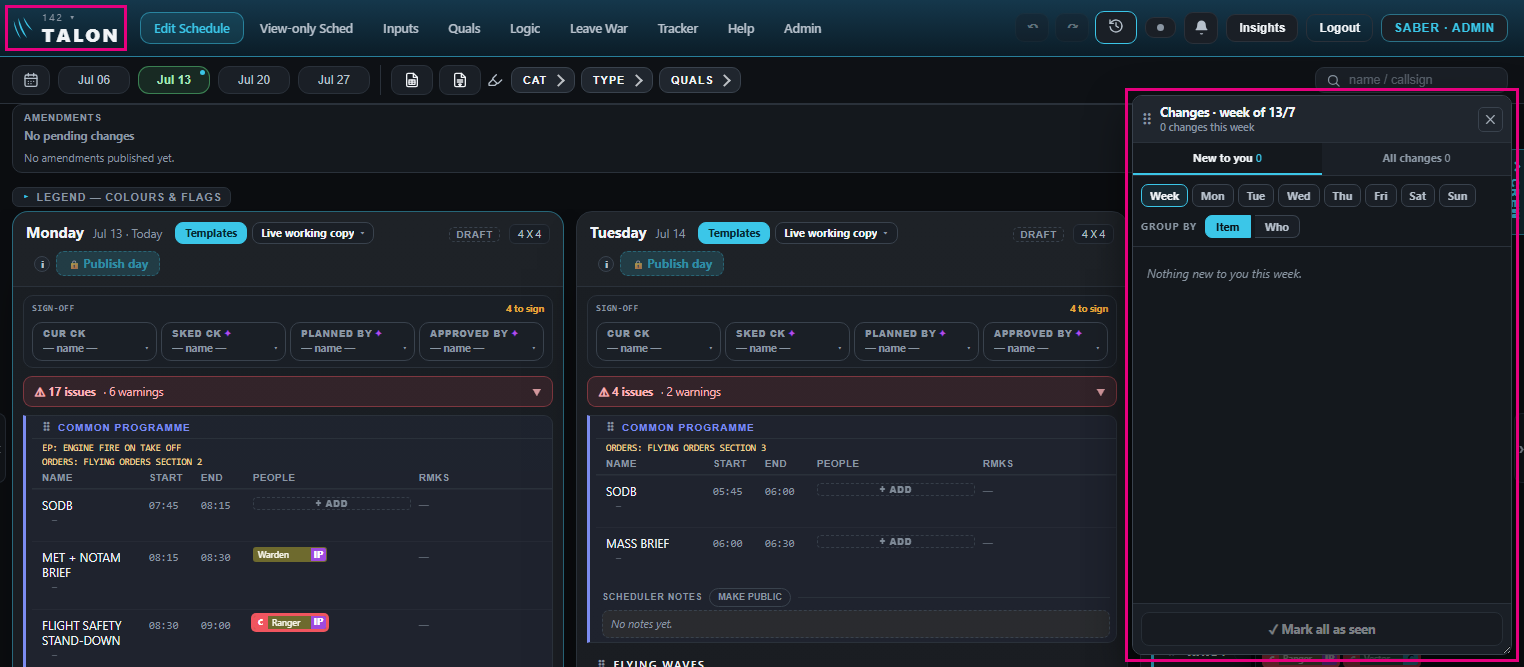 142
TALON
Edit Schedule
View-only Sched
Inputs
Quals
Logic
Leave War
Tracker
Help
Admin
Insights
Logout
SABER · ADMIN
Jul 06
Jul 13
Jul 20
Jul 27
CAT
TYPE
QUALS
name / callsign
AMENDMENTS
No pending changes
No amendments published yet.
LEGEND — COLOURS & FLAGS
Monday Jul 13 · Today
Templates
Live working copy
DRAFT
4 X 4
i
Publish day
SIGN-OFF
4 to sign
CUR CK
— name —
SKED CK
— name —
PLANNED BY
— name —
APPROVED BY
— name —
17 issues · 6 warnings
COMMON PROGRAMME
EP: ENGINE FIRE ON TAKE OFF
ORDERS: FLYING ORDERS SECTION 2
NAME START END PEOPLE RMKS
SODB 07:45 08:15 + ADD —
—
MET + NOTAM BRIEF 08:15 08:30 Warden IP —
—
FLIGHT SAFETY STAND-DOWN 08:30 09:00 C Ranger IP —
—
Tuesday Jul 14
Templates
Live working copy
DRAFT
4 X 4
i
Publish day
SIGN-OFF
4 to sign
CUR CK
— name —
SKED CK
— name —
PLANNED BY
— name —
APPROVED BY
— name —
4 issues · 2 warnings
COMMON PROGRAMME
ORDERS: FLYING ORDERS SECTION 3
NAME START END PEOPLE RMKS
SODB 05:45 06:00 + ADD —
—
MASS BRIEF 06:00 06:30 + ADD —
—
SCHEDULER NOTES
MAKE PUBLIC
No notes yet.
FLYING WAVES
Changes · week of 13/7
0 changes this week
New to you 0
All changes 0
Week
Mon
Tue
Wed
Thu
Fri
Sat
Sun
GROUP BY
Item
Who
Nothing new to you this week.
✓ Mark all as seen